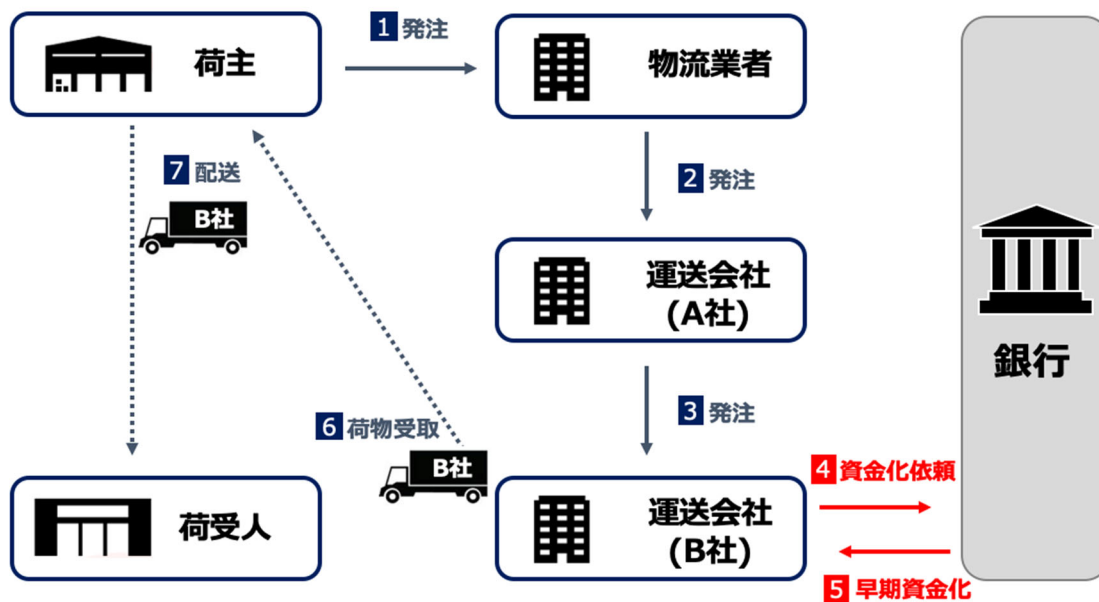 荷主
1 発注
物流業者
7 配送
B社
2 発注
運送会社
(A社)
銀行
3 発注
6 荷物受取
B社
荷受人
運送会社
(B社)
4 資金化依頼
5 早期資金化